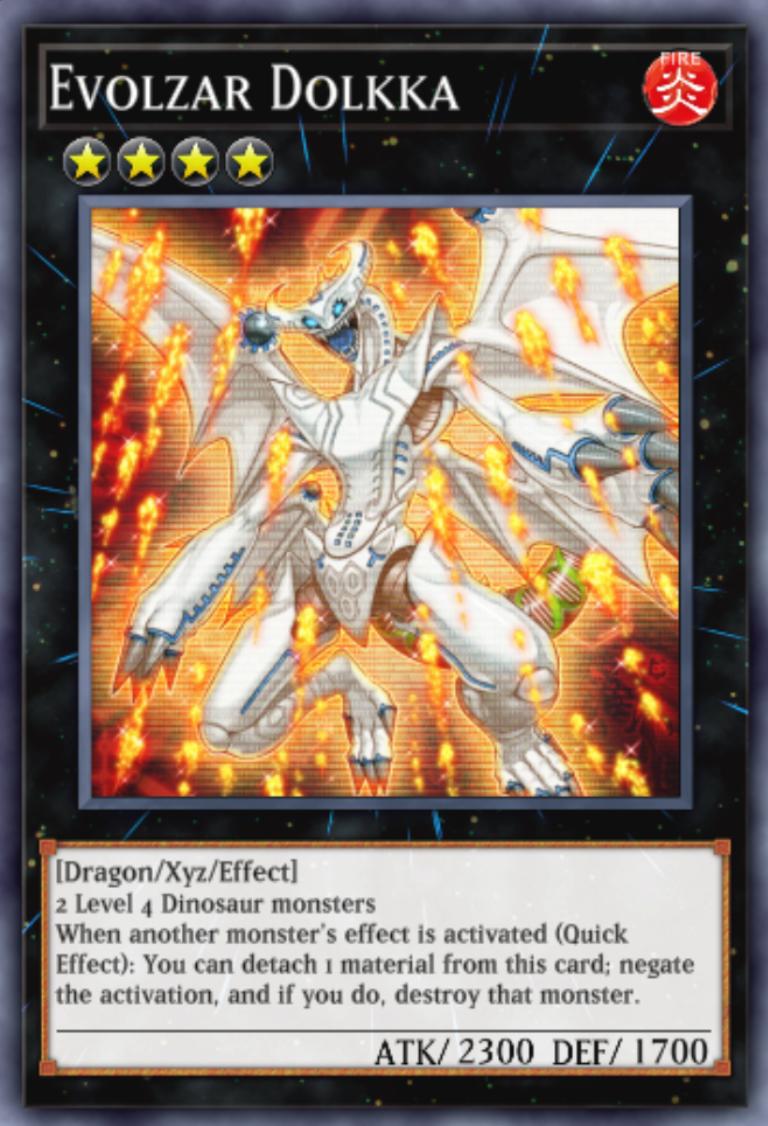 Evolzar Dolkka
FIRE
炎
[Dragon/Xyz/Effect]
2 Level 4 Dinosaur monsters
When another monster's effect is activated (Quick
Effect): You can detach 1 material from this card; negate
the activation, and if you do, destroy that monster.
ATK/2300 DEF/1700